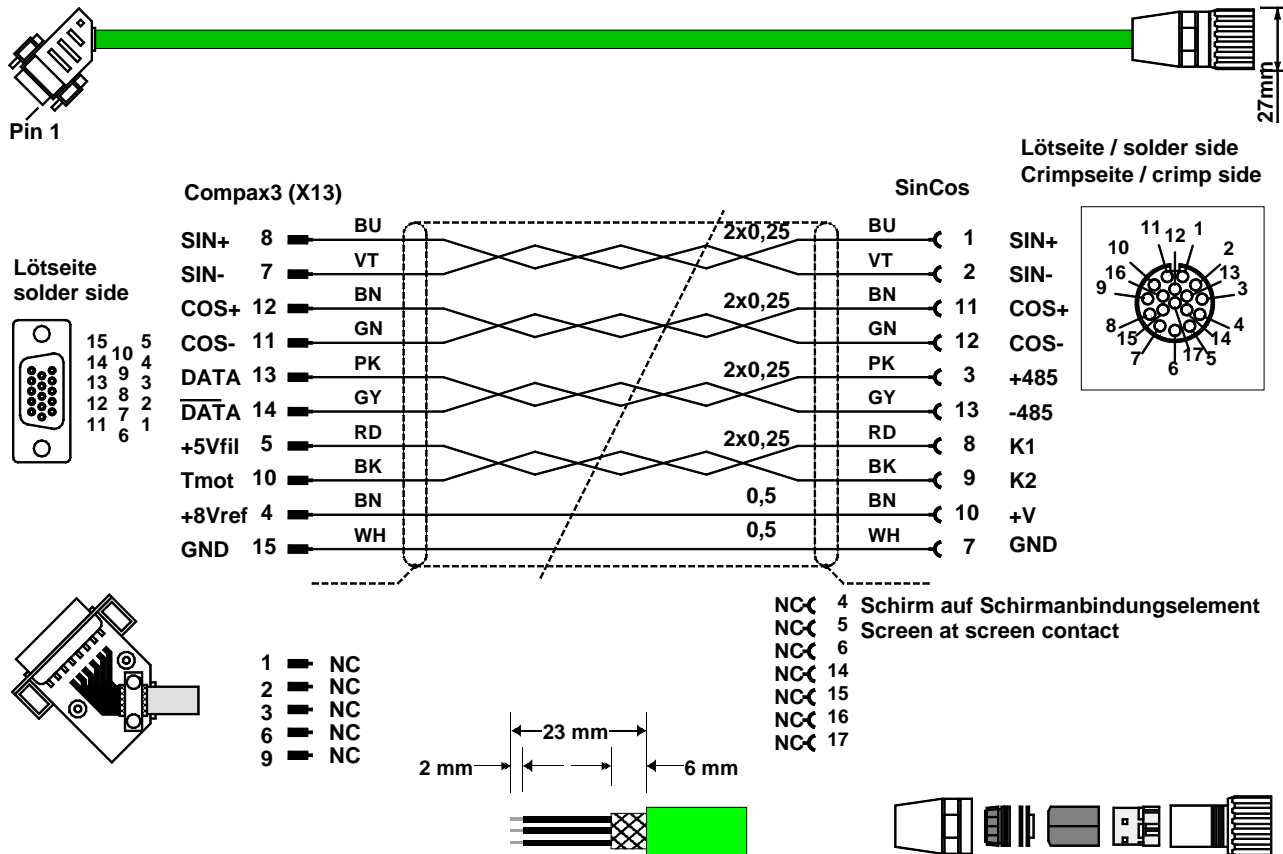 27mm
Pin 1
Lötseite / solder side
Crimpseite / crimp side
Compax3 (X13)
SinCos
SIN+ 8 BU 2x0,25 BU 1 SIN+
SIN- 7 VT VT 2 SIN-
COS+ 12 BN 2x0,25 BN 11 COS+
COS- 11 GN GN 12 COS-
DATA 13 PK 2x0,25 PK 3 +485
DATA 14 GY GY 13 -485
+5Vfil 5 RD 2x0,25 RD 8 K1
Tmot 10 BK BK 9 K2
+8Vref 4 BN 0,5 BN 10 +V
GND 15 WH 0,5 WH 7 GND
Lötseite
solder side
15 5
10
14 4
9
13 3
8
12 2
7
11 1
6
11 12 1
10 2
16 13
9 3
8 4
15 14
7 17 5
6
NC 4 Schirm auf Schirmanbindungselement
NC 5 Screen at screen contact
NC 6
NC 14
NC 15
NC 16
NC 17
1 NC
2 NC
3 NC
6 NC
9 NC
23 mm
2 mm
6 mm